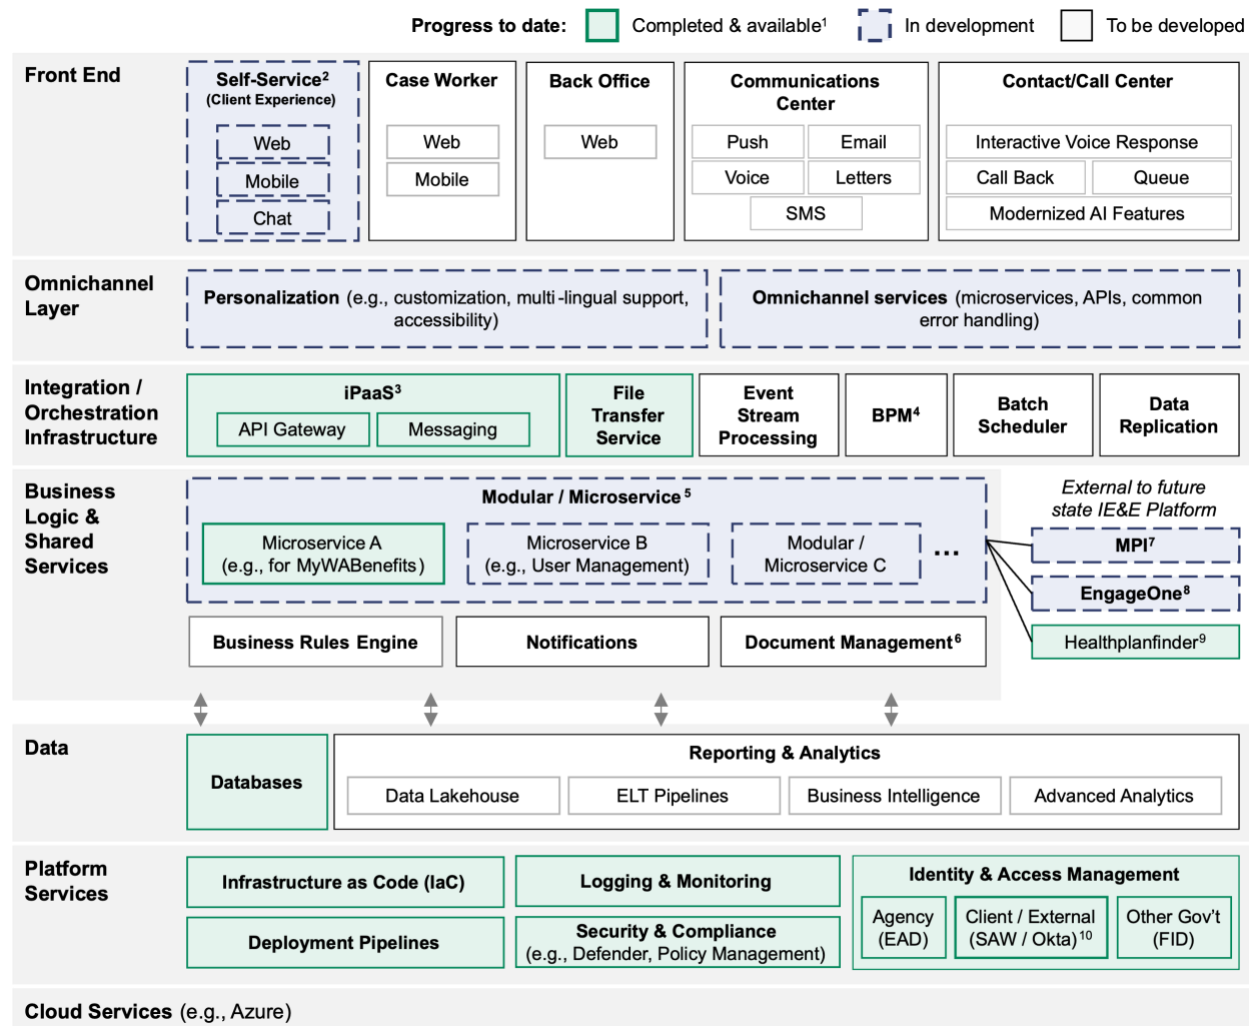 Progress to date: Completed & available¹ In development To be developed
Front End
Self-Service²
(Client Experience)
Web
Mobile
Chat
Case Worker
Web
Mobile
Back Office
Web
Communications
Center
Push Email
Voice Letters
SMS
Contact/Call Center
Interactive Voice Response
Call Back Queue
Modernized AI Features
Omnichannel
Layer
Personalization (e.g., customization, multi-lingual support,
accessibility)
Omnichannel services (microservices, APIs, common
error handling)
Integration /
Orchestration
Infrastructure
iPaaS³
API Gateway Messaging
File
Transfer
Service
Event
Stream
Processing
BPM⁴
Batch
Scheduler
Data
Replication
Business
Logic &
Shared
Services
Modular / Microservice⁵
Microservice A
(e.g., for MyWABenefits)
Microservice B
(e.g., User Management)
Modular /
Microservice C
...
External to future
state IE&E Platform
MPI⁷
EngageOne⁸
Healthplanfinder⁹
Business Rules Engine
Notifications
Document Management⁶
Data
Databases
Reporting & Analytics
Data Lakehouse ELT Pipelines Business Intelligence Advanced Analytics
Platform
Services
Infrastructure as Code (IaC)
Logging & Monitoring
Deployment Pipelines
Security & Compliance
(e.g., Defender, Policy Management)
Identity & Access Management
Agency
(EAD)
Client / External
(SAW / Okta)¹⁰
Other Gov't
(FID)
Cloud Services (e.g., Azure)